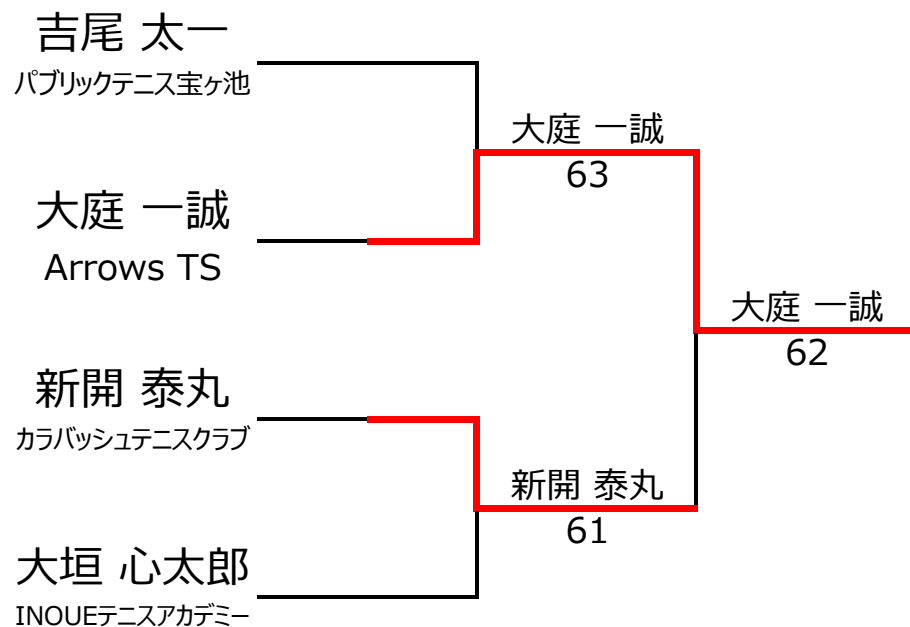 吉尾 太一
パブリックテニス宝ヶ池
大庭 一誠
63
大庭 一誠
Arrows TS
大庭 一誠
62
新開 泰丸
カラバッシュテニスクラブ
新開 泰丸
61
大垣 心太郎
INOUEテニスアカデミー